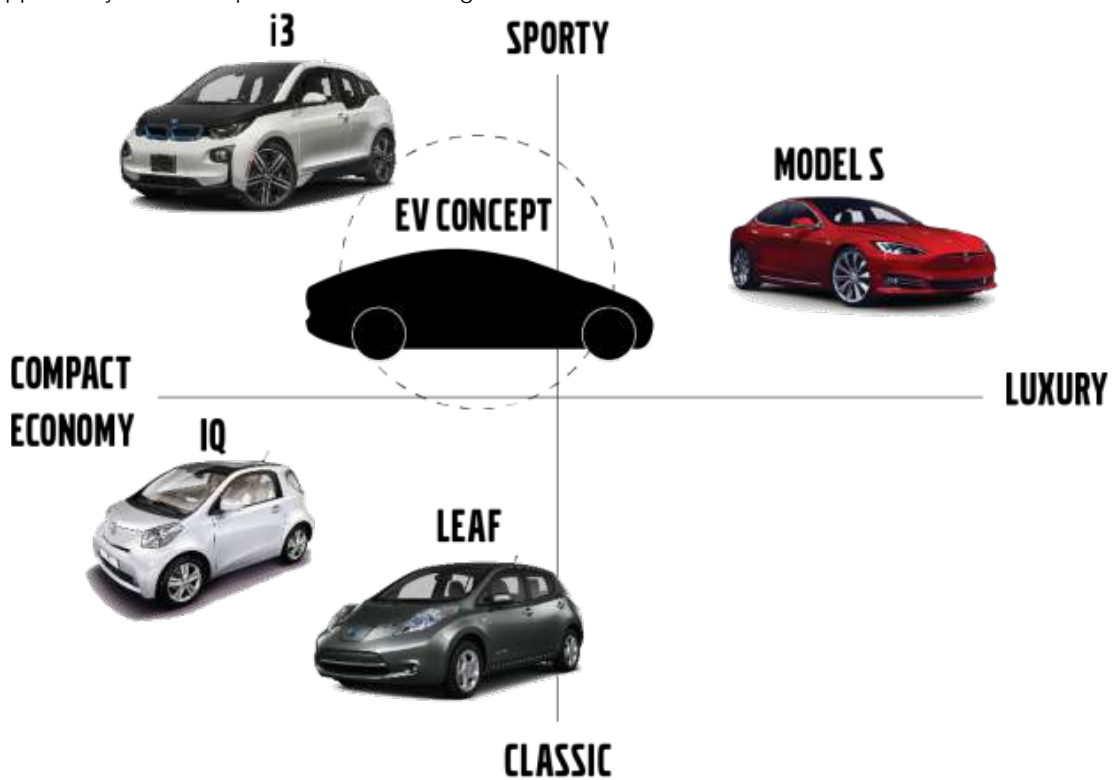 i3
SPORTY
MODEL S
EV CONCEPT
COMPACT
ECONOMY
LUXURY
IQ
LEAF
CLASSIC